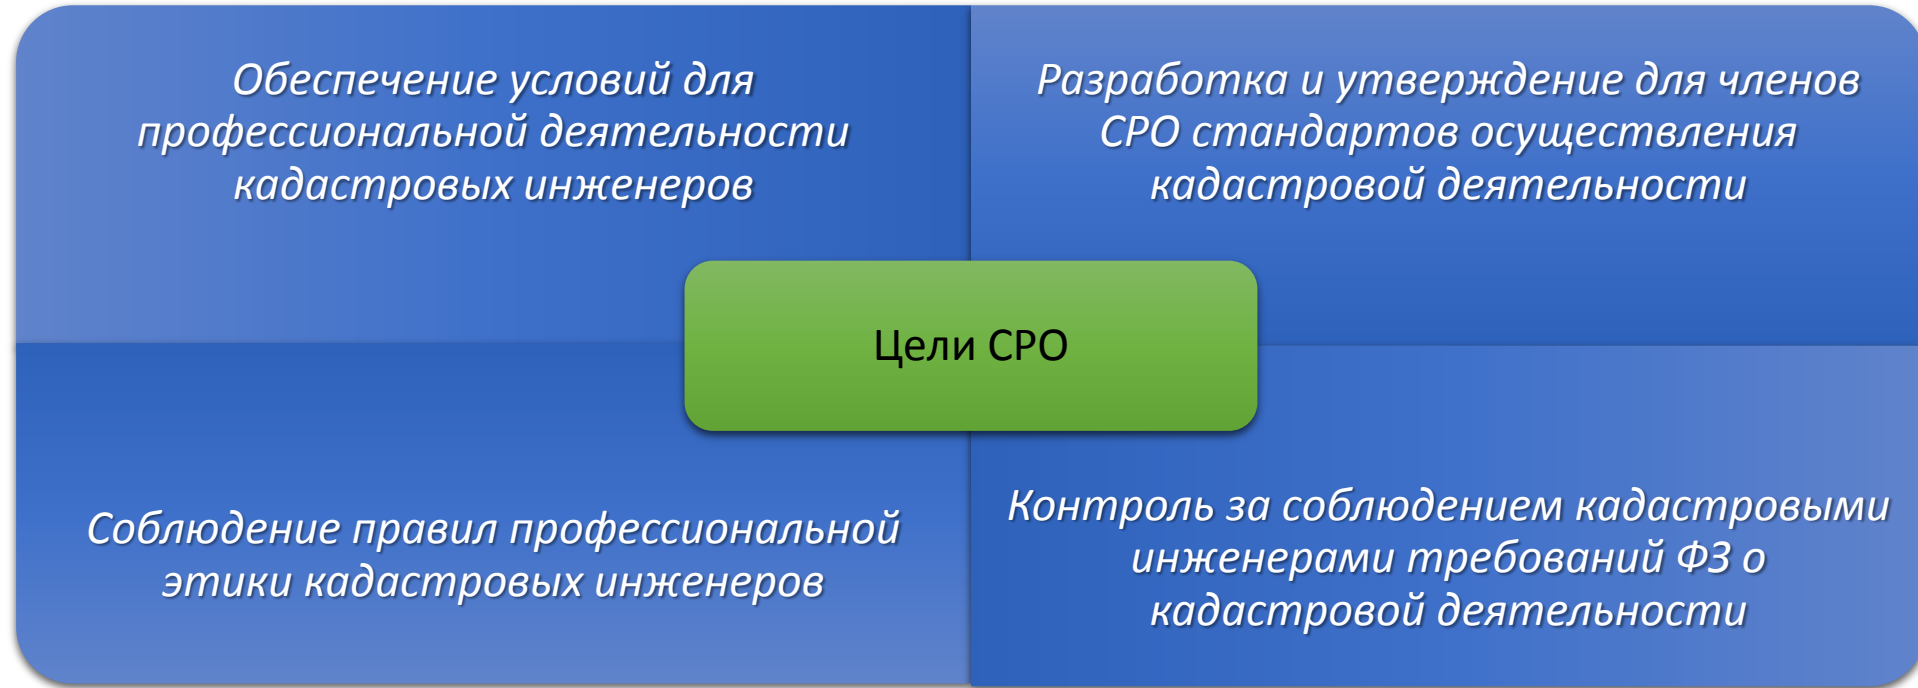 Обеспечение условий для
профессиональной деятельности
кадастровых инженеров
Разработка и утверждение для членов
СРО стандартов осуществления
кадастровой деятельности
Цели СРО
Соблюдение правил профессиональной
этики кадастровых инженеров
Контроль за соблюдением кадастровыми
инженерами требований ФЗ о
кадастровой деятельности